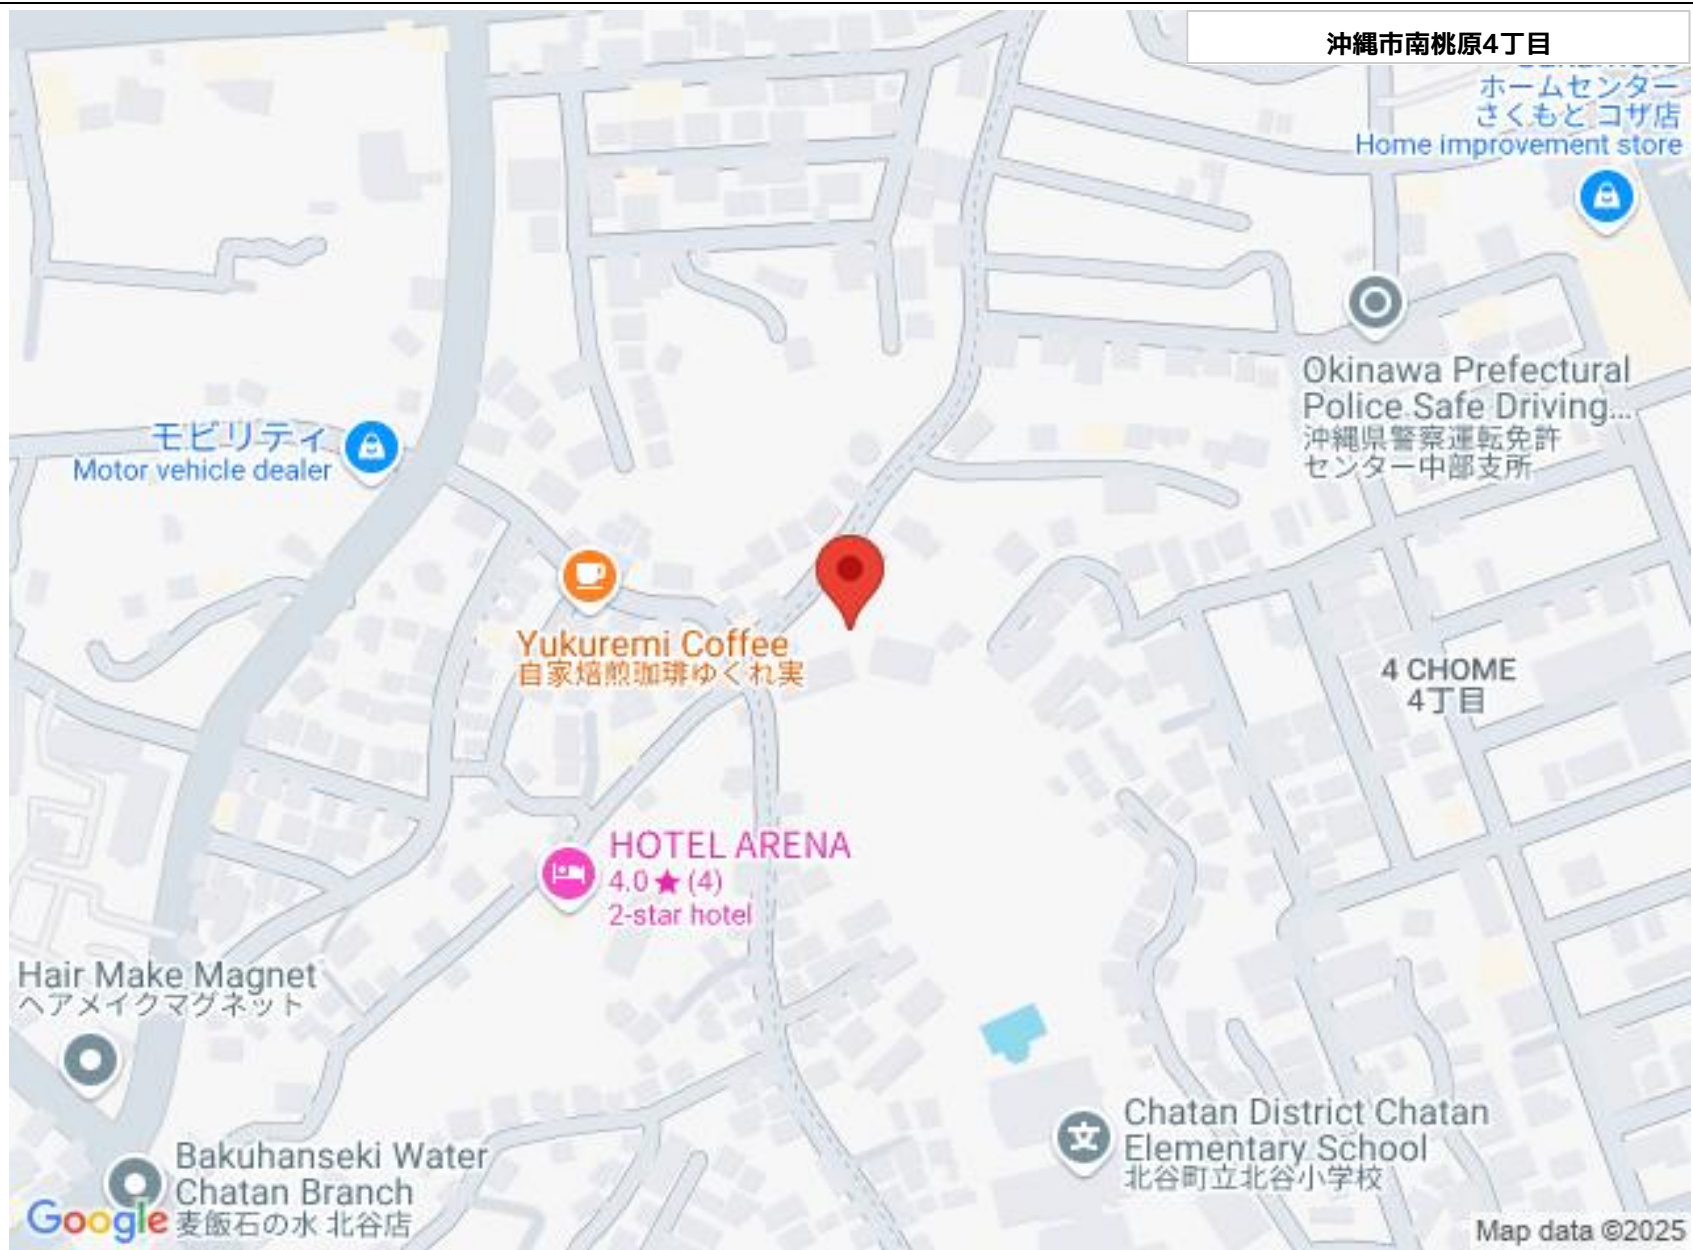 沖縄市南桃原4丁目
ホームセンター
さくもと コザ店
Home improvement store
Okinawa Prefectural
Police Safe Driving...
沖縄県警察運転免許
センター中部支所
モビリティ
Motor vehicle dealer
Yukuremi Coffee
自家焙煎珈琲ゆくれ実
4 CHOME
4丁目
HOTEL ARENA
4.0★(4)
2-star hotel
Hair Make Magnet
ヘアメイクマグネット
Chatan District Chatan
Elementary School
北谷町立北谷小学校
Bakuhanseki Water
Chatan Branch
麦飯石の水 北谷店
Google
Map data ©2025